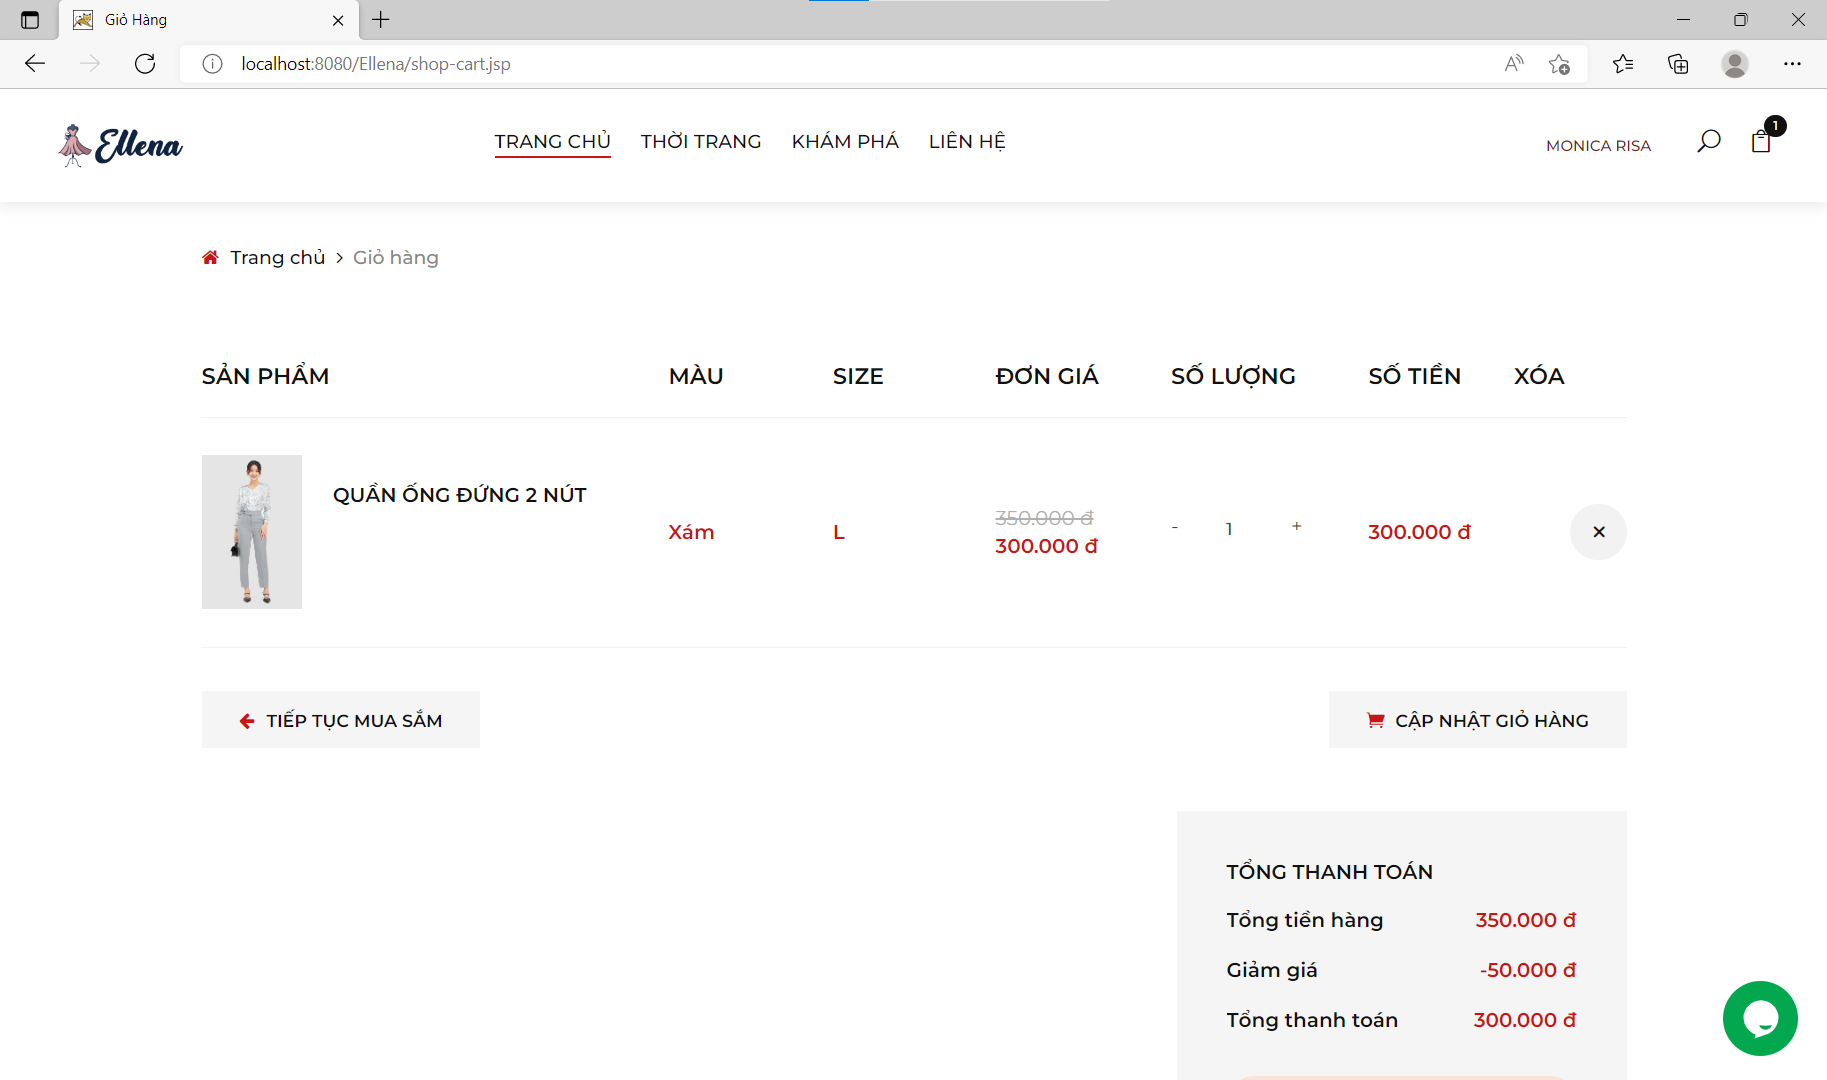 Giỏ Hàng
localhost:8080/Ellena/shop-cart.jsp
Ellena
TRANG CHỦ THỜI TRANG KHÁM PHÁ LIÊN HỆ
MONICA RISA
1
Trang chủ > Giỏ hàng
SẢN PHẨM MÀU SIZE ĐƠN GIÁ SỐ LƯỢNG SỐ TIỀN XÓA
QUẦN ỐNG ĐỨNG 2 NÚT
Xám L 350.000 đ - 1 + 300.000 đ
300.000 đ
TIẾP TỤC MUA SẮM
CẬP NHẬT GIỎ HÀNG
TỔNG THANH TOÁN
Tổng tiền hàng 350.000 đ
Giảm giá -50.000 đ
Tổng thanh toán 300.000 đ